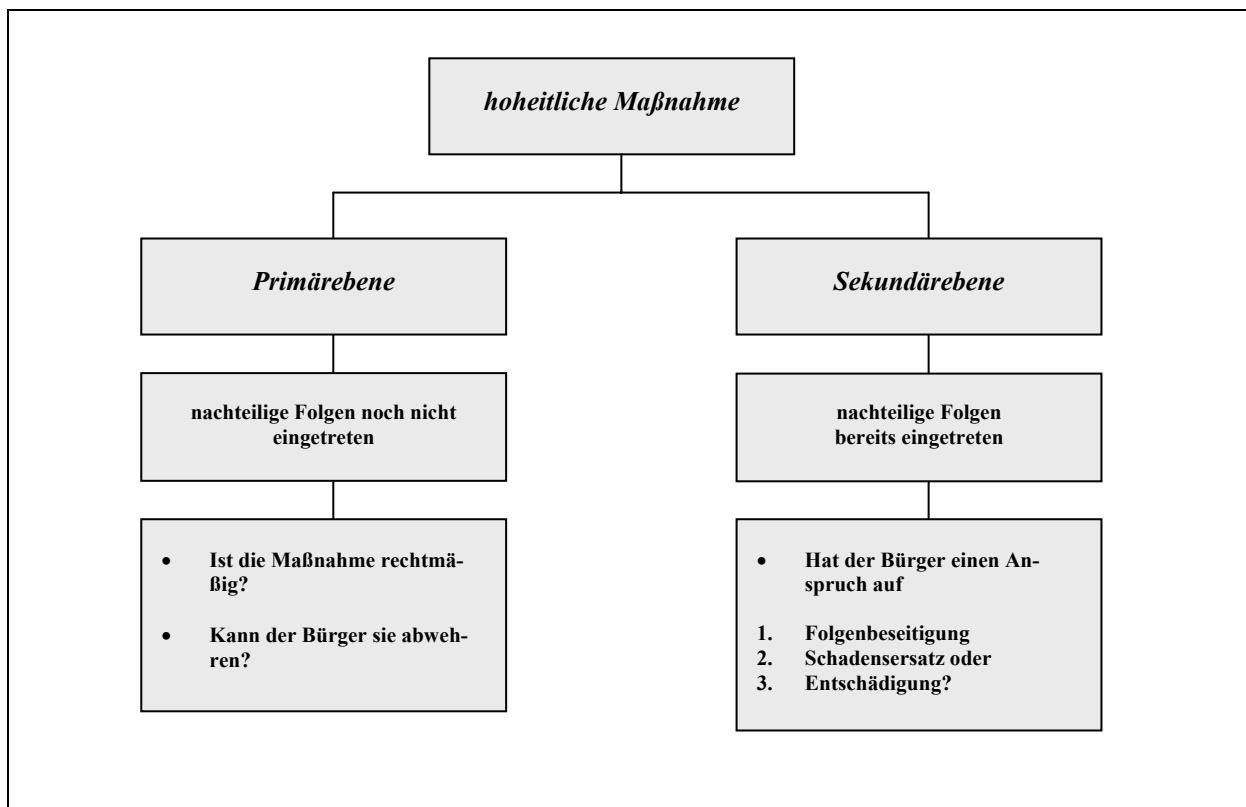 hoheitliche Maßnahme
Primärebene
nachteilige Folgen noch nicht
eingetreten
• Ist die Maßnahme rechtmä-
ßig?
• Kann der Bürger sie abweh-
ren?
Sekundärebene
nachteilige Folgen
bereits eingetreten
• Hat der Bürger einen An-
spruch auf
1. Folgenbeseitigung
2. Schadensersatz oder
3. Entschädigung?